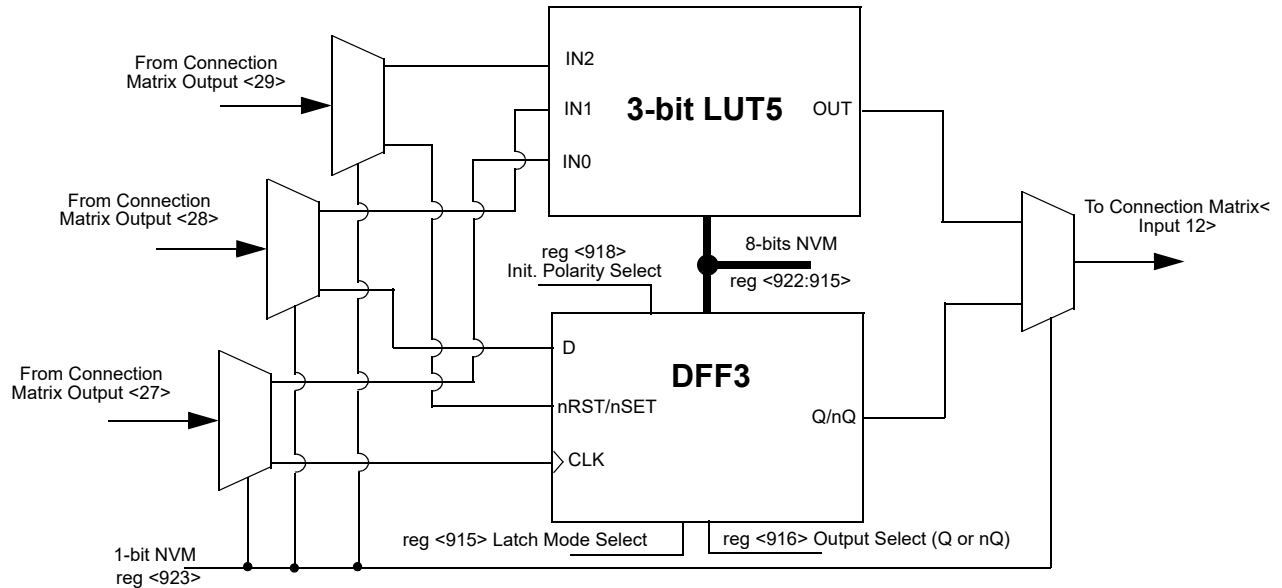 From Connection
Matrix Output <29>
IN2
IN1
IN0
3-bit LUT5
OUT
From Connection
Matrix Output <28>
To Connection Matrix<
Input 12>
reg <918>
Init. Polarity Select
8-bits NVM
reg <922:915>
From Connection
Matrix Output <27>
D
nRST/nSET
CLK
DFF3
Q/nQ
reg <915> Latch Mode Select
reg <916> Output Select (Q or nQ)
1-bit NVM
reg <923>